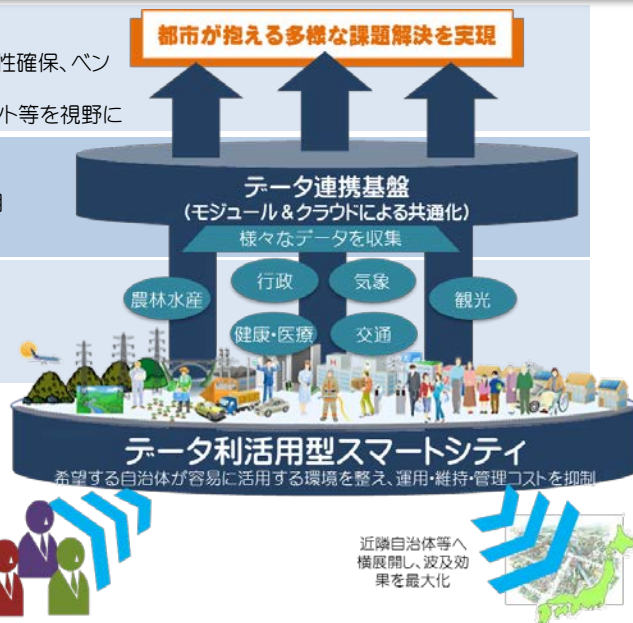 都市が抱える多様な課題解決を実現
性確保、ベン
ント等を視野に
データ連携基盤
(モジュール&クラウドによる共通化)
様々なデータを収集
農林水産
行政
気象
観光
健康・医療
交通
データ利活用型スマートシティ
希望する自治体が容易に活用する環境を整え、運用・維持・管理コストを抑制
近隣自治体等へ
横展開し、波及効
果を最大化